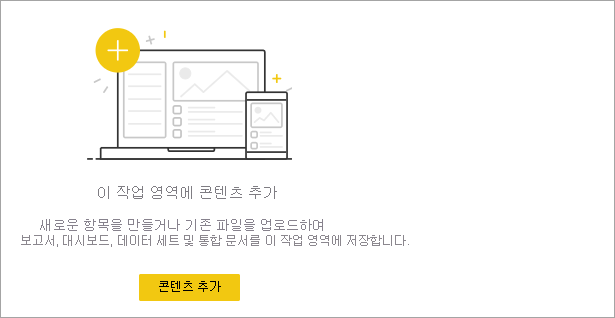 이 작업 영역에 콘텐츠 추가
새로운 항목을 만들거나 기존 파일을 업로드하여
보고서, 대시보드, 데이터 세트 및 통합 문서를 이 작업 영역에 저장합니다.
콘텐츠 추가